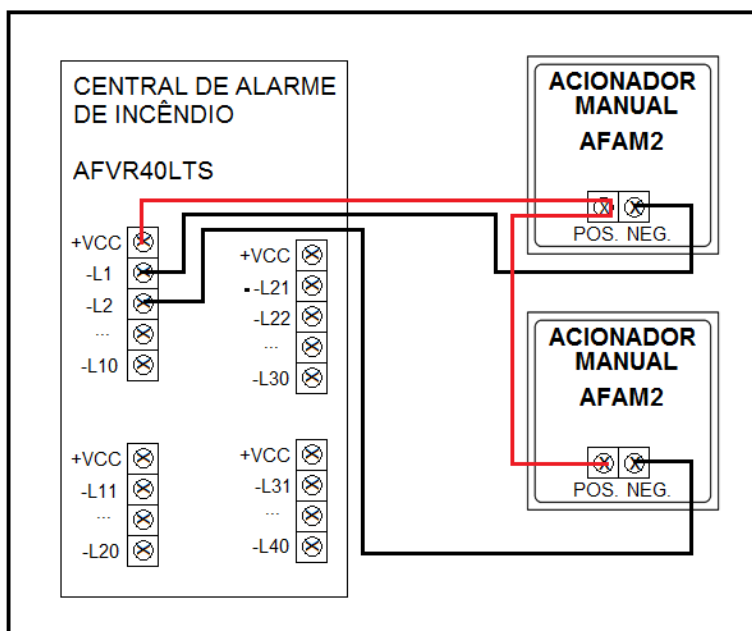 CENTRAL DE ALARME
DE INCÊNDIO
AFVR40LTS
+VCC
-L1
-L2
...
-L10
+VCC
-L21
-L22
...
-L30
+VCC
-L11
...
-L20
+VCC
-L31
...
-L40
ACIONADOR
MANUAL
AFAM2
POS. NEG.
ACIONADOR
MANUAL
AFAM2
POS. NEG.